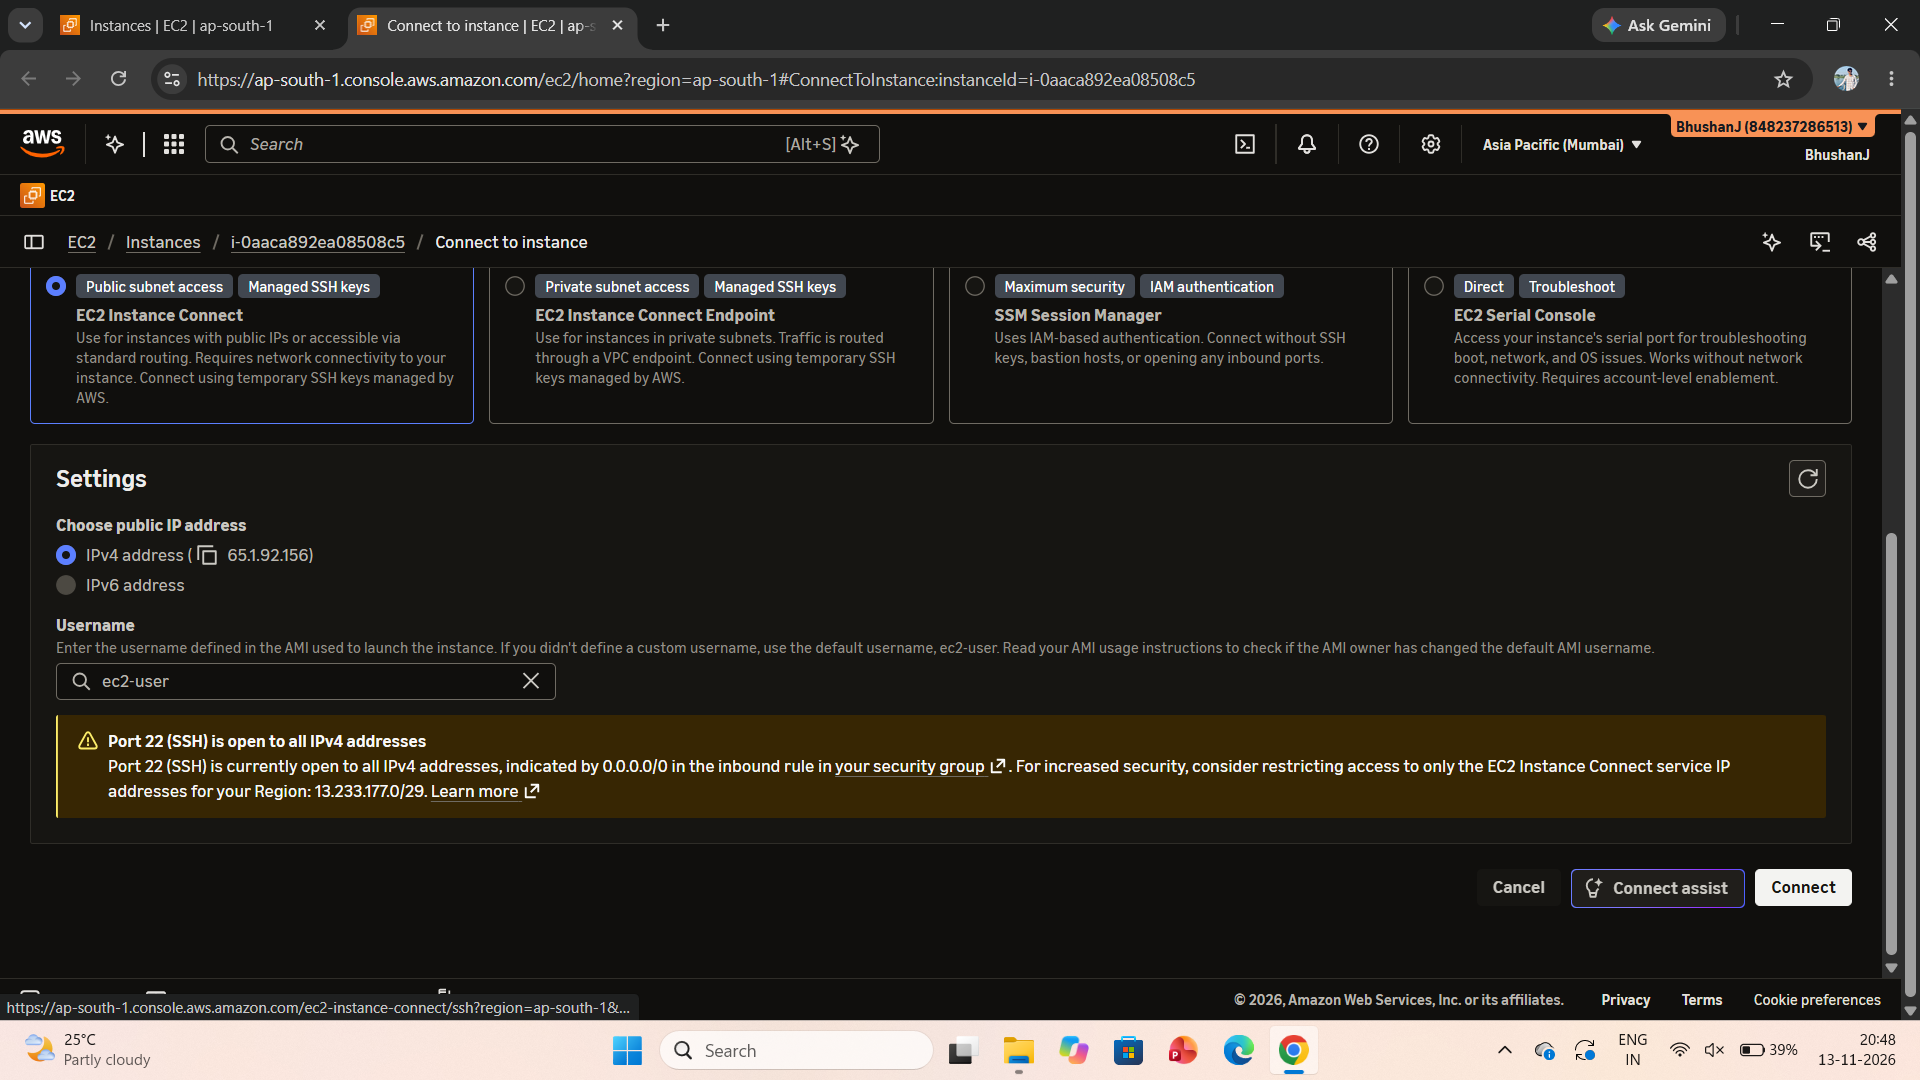 Instances | EC2 | ap-south-1
Connect to instance | EC2 | ap-s
Ask Gemini
https://ap-south-1.console.aws.amazon.com/ec2/home?region=ap-south-1#ConnectToInstance:instanceId=i-0aaca892ea08508c5
aws
Search
[Alt+S]
Asia Pacific (Mumbai)
BhushanJ (848237286513)
BhushanJ
EC2
EC2 / Instances / i-0aaca892ea08508c5 / Connect to instance
Public subnet access
Managed SSH keys
EC2 Instance Connect
Use for instances with public IPs or accessible via
standard routing. Requires network connectivity to your
instance. Connect using temporary SSH keys managed by
AWS.
Private subnet access
Managed SSH keys
EC2 Instance Connect Endpoint
Use for instances in private subnets. Traffic is routed
through a VPC endpoint. Connect using temporary SSH
keys managed by AWS.
Maximum security
IAM authentication
SSM Session Manager
Uses IAM-based authentication. Connect without SSH
keys, bastion hosts, or opening any inbound ports.
Direct
Troubleshoot
EC2 Serial Console
Access your instance's serial port for troubleshooting
boot, network, and OS issues. Works without network
connectivity. Requires account-level enablement.
Settings
Choose public IP address
IPv4 address ( 65.1.92.156)
IPv6 address
Username
Enter the username defined in the AMI used to launch the instance. If you didn't define a custom username, use the default username, ec2-user. Read your AMI usage instructions to check if the AMI owner has changed the default AMI username.
ec2-user
Port 22 (SSH) is open to all IPv4 addresses
Port 22 (SSH) is currently open to all IPv4 addresses, indicated by 0.0.0.0/0 in the inbound rule in your security group . For increased security, consider restricting access to only the EC2 Instance Connect service IP
addresses for your Region: 13.233.177.0/29. Learn more
Cancel
Connect assist
Connect
https://ap-south-1.console.aws.amazon.com/ec2-instance-connect/ssh?region=ap-south-1&...
© 2026, Amazon Web Services, Inc. or its affiliates.
Privacy
Terms
Cookie preferences
25°C
Partly cloudy
Search
ENG
IN
39%
20:48
13-11-2026